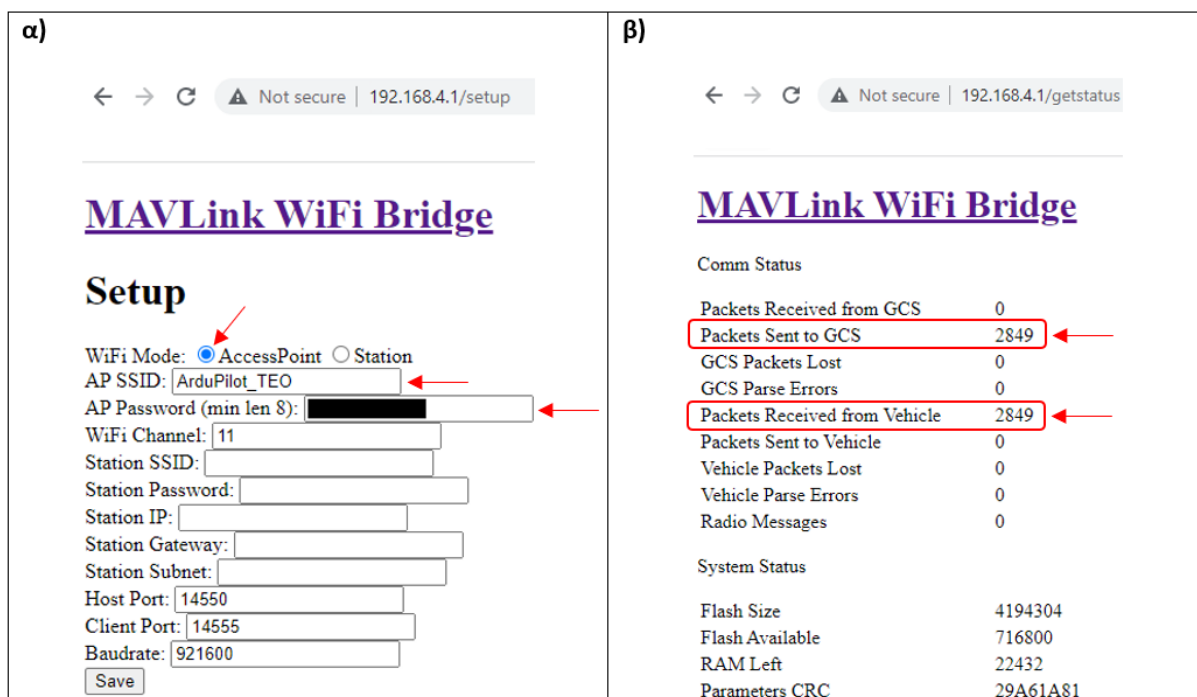 α)
Not secure | 192.168.4.1/setup
MAVLink WiFi Bridge
Setup
WiFi Mode: AccessPoint Station
AP SSID: ArduPilot_TEO
AP Password (min len 8):
WiFi Channel: 11
Station SSID:
Station Password:
Station IP:
Station Gateway:
Station Subnet:
Host Port: 14550
Client Port: 14555
Baudrate: 921600
Save
β)
Not secure | 192.168.4.1/getstatus
MAVLink WiFi Bridge
Comm Status
Packets Received from GCS 0
Packets Sent to GCS 2849
GCS Packets Lost 0
GCS Parse Errors 0
Packets Received from Vehicle 2849
Packets Sent to Vehicle 0
Vehicle Packets Lost 0
Vehicle Parse Errors 0
Radio Messages 0
System Status
Flash Size 4194304
Flash Available 716800
RAM Left 22432
Parameters CRC 29A61A81